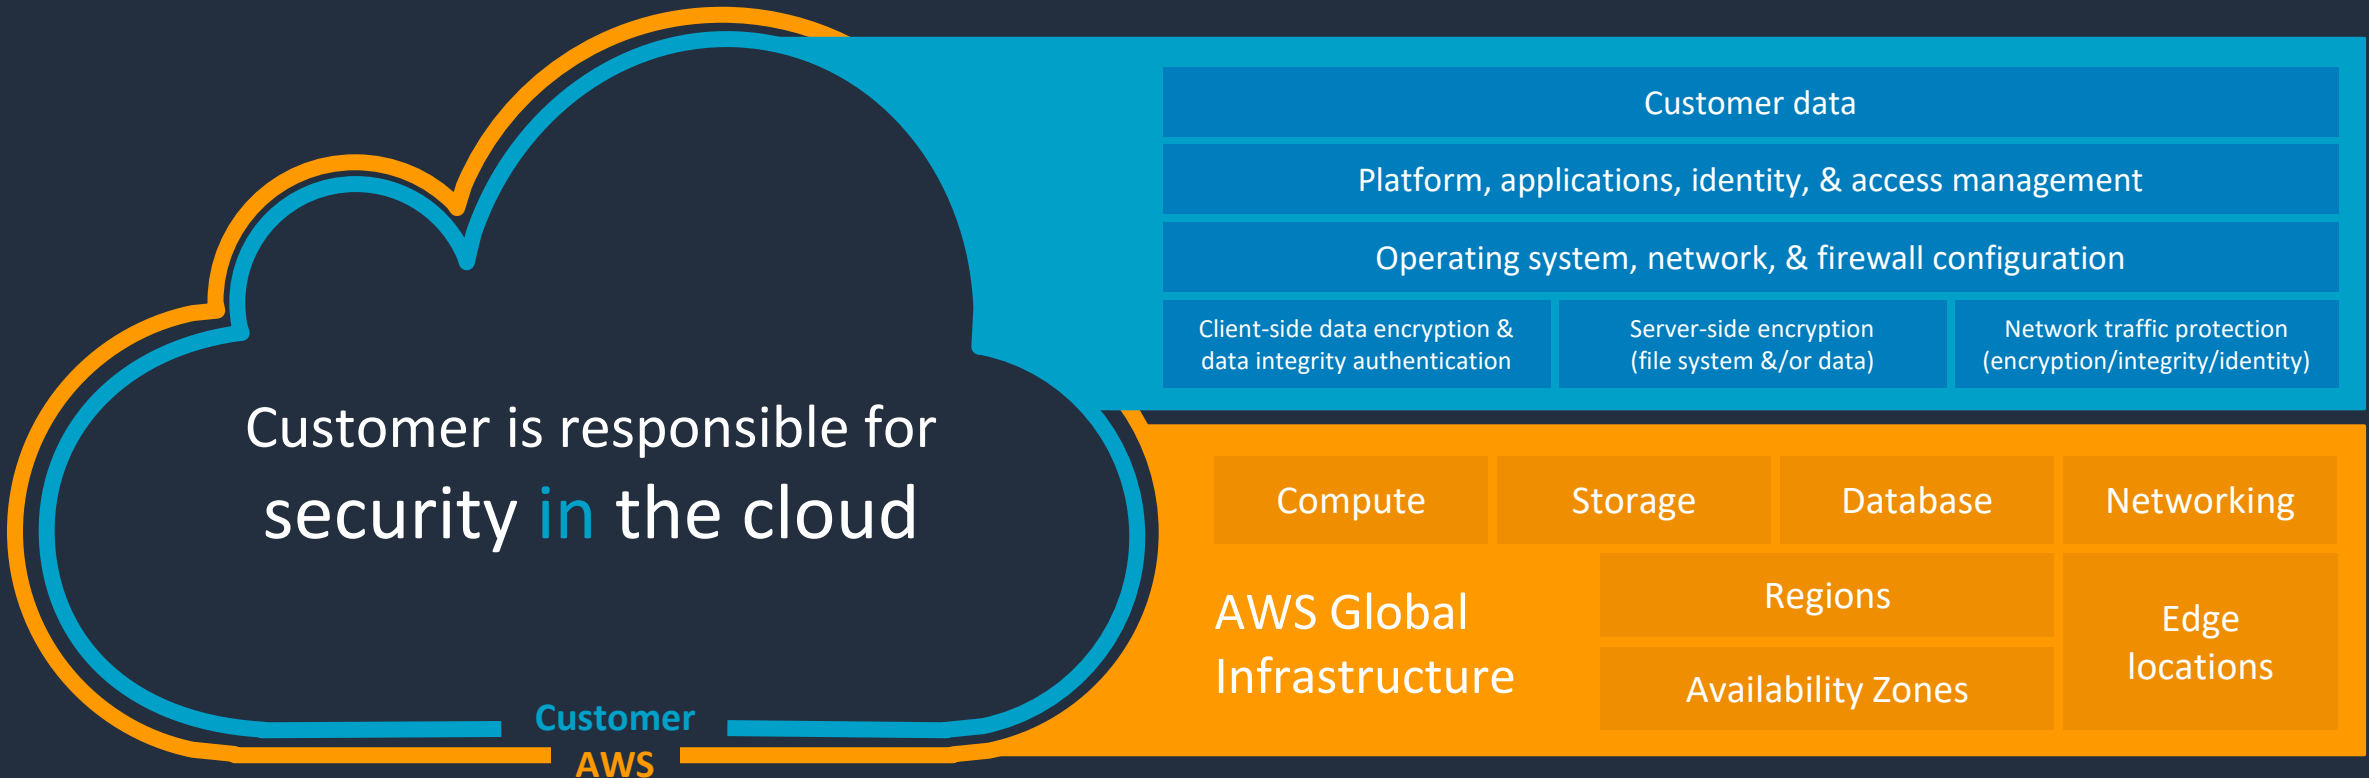 Customer data
Platform, applications, identity, & access management
Operating system, network, & firewall configuration
Client-side data encryption &
data integrity authentication
Server-side encryption
(file system &/or data)
Network traffic protection
(encryption/integrity/identity)
Customer is responsible for
security in the cloud
Compute
Storage
Database
Networking
AWS Global
Infrastructure
Regions
Availability Zones
Edge
locations
Customer
AWS